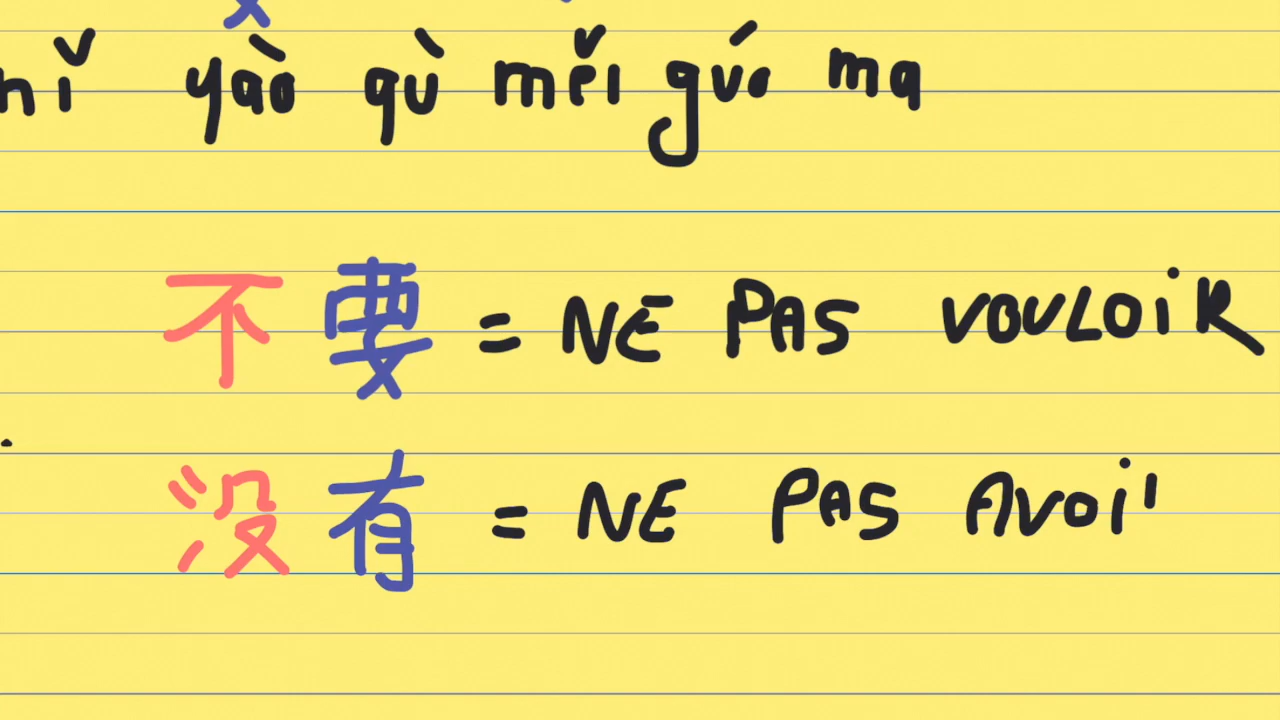 nǐ yào qù měi guó ma
不要 = NE PAS VOULOiR
没有 = NE PAS AVOi